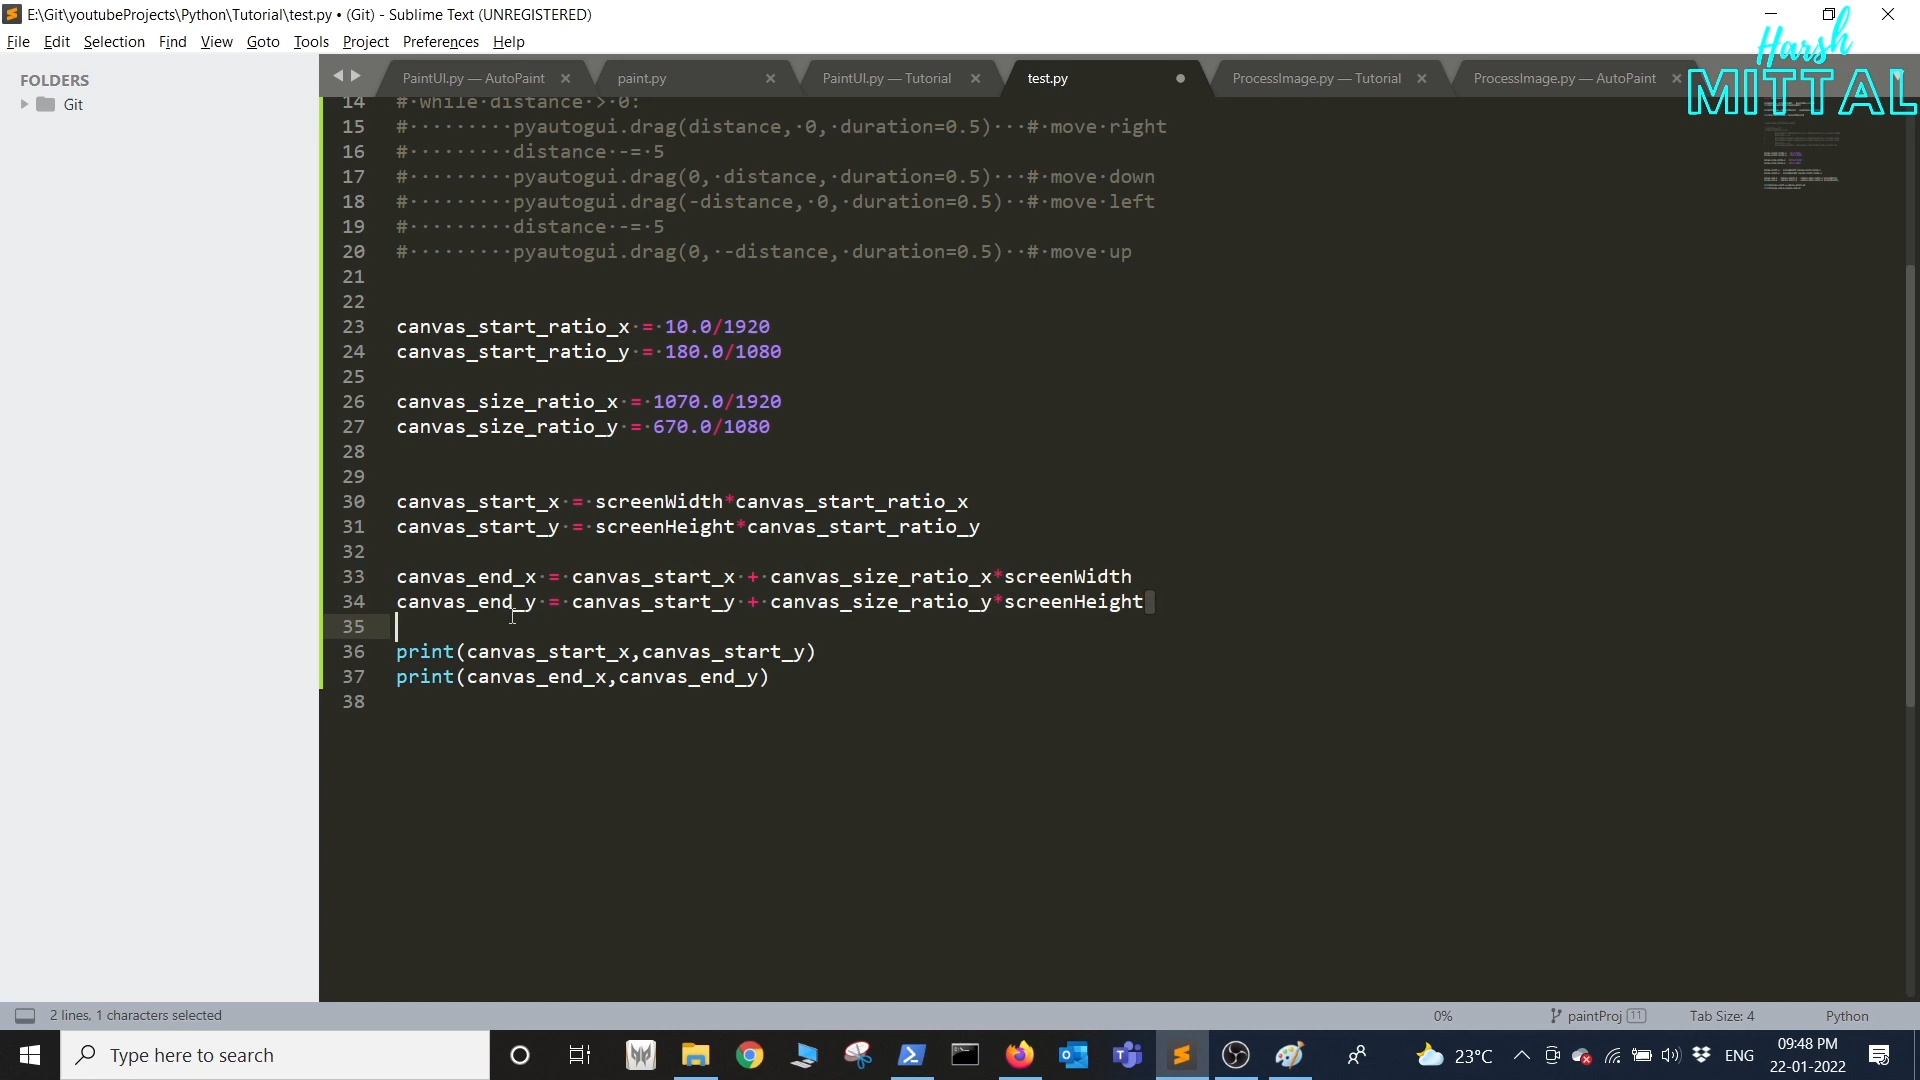 E:\Git\youtubeProjects\Python\Tutorial\test.py • (Git) - Sublime Text (UNREGISTERED)
Harsh
MITTAL
File Edit Selection Find View Goto Tools Project Preferences Help
FOLDERS
Git
PaintUI.py — AutoPaint
paint.py
PaintUI.py — Tutorial
test.py
ProcessImage.py — Tutorial
ProcessImage.py — AutoPaint
14 # while distance > 0:
15 # pyautogui.drag(distance, 0, duration=0.5) # move right
16 # distance -= 5
17 # pyautogui.drag(0, distance, duration=0.5) # move down
18 # pyautogui.drag(-distance, 0, duration=0.5) # move left
19 # distance -= 5
20 # pyautogui.drag(0, -distance, duration=0.5) # move up
21
22
23 canvas_start_ratio_x = 10.0/1920
24 canvas_start_ratio_y = 180.0/1080
25
26 canvas_size_ratio_x = 1070.0/1920
27 canvas_size_ratio_y = 670.0/1080
28
29
30 canvas_start_x = screenWidth*canvas_start_ratio_x
31 canvas_start_y = screenHeight*canvas_start_ratio_y
32
33 canvas_end_x = canvas_start_x + canvas_size_ratio_x*screenWidth
34 canvas_end_y = canvas_start_y + canvas_size_ratio_y*screenHeight
35
36 print(canvas_start_x,canvas_start_y)
37 print(canvas_end_x,canvas_end_y)
38
2 lines, 1 characters selected
0%
paintProj 11
Tab Size: 4
Python
Type here to search
23°C
ENG
09:48 PM
22-01-2022